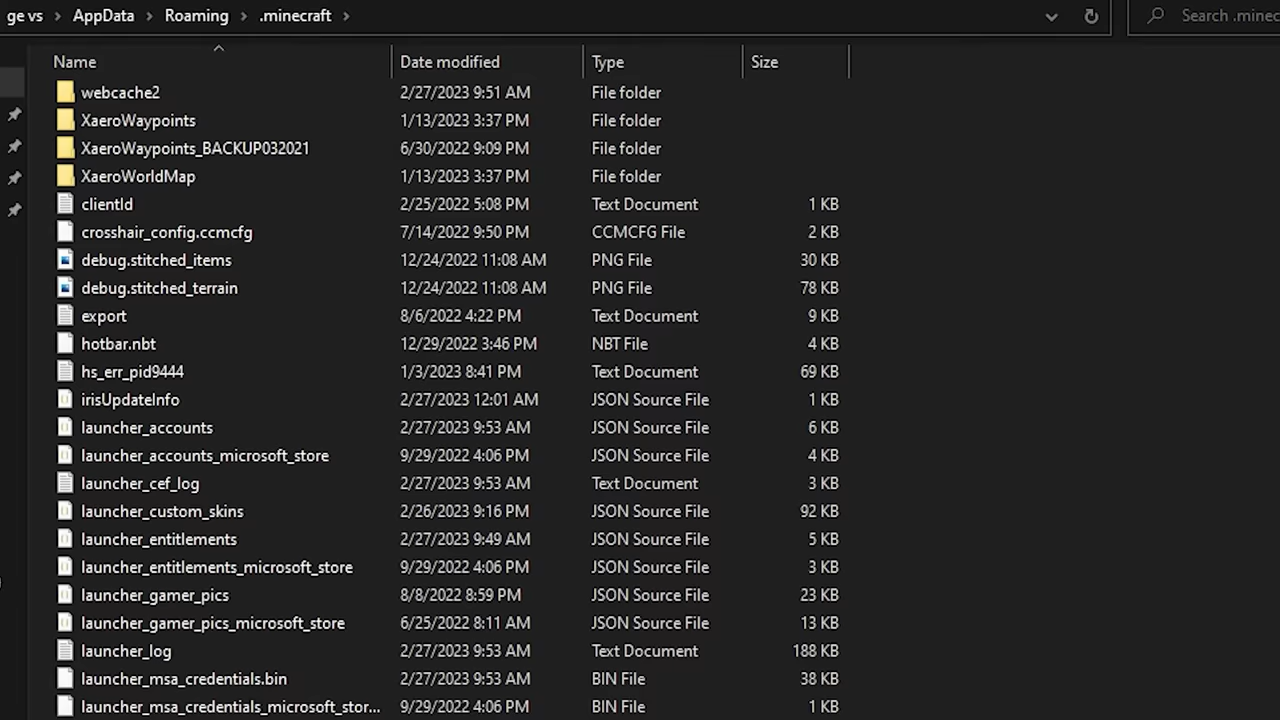 ge vs > AppData > Roaming > .minecraft > Search .minec
Name Date modified Type Size
webcache2 2/27/2023 9:51 AM File folder
XaeroWaypoints 1/13/2023 3:37 PM File folder
XaeroWaypoints_BACKUP032021 6/30/2022 9:09 PM File folder
XaeroWorldMap 1/13/2023 3:37 PM File folder
clientId 2/25/2022 5:08 PM Text Document 1 KB
crosshair_config.ccmcfg 7/14/2022 9:50 PM CCMCFG File 2 KB
debug.stitched_items 12/24/2022 11:08 AM PNG File 30 KB
debug.stitched_terrain 12/24/2022 11:08 AM PNG File 78 KB
export 8/6/2022 4:22 PM Text Document 9 KB
hotbar.nbt 12/29/2022 3:46 PM NBT File 4 KB
hs_err_pid9444 1/3/2023 8:41 PM Text Document 69 KB
irisUpdateInfo 2/27/2023 12:01 AM JSON Source File 1 KB
launcher_accounts 2/27/2023 9:53 AM JSON Source File 6 KB
launcher_accounts_microsoft_store 9/29/2022 4:06 PM JSON Source File 4 KB
launcher_cef_log 2/27/2023 9:53 AM Text Document 3 KB
launcher_custom_skins 2/26/2023 9:16 PM JSON Source File 92 KB
launcher_entitlements 2/27/2023 9:49 AM JSON Source File 5 KB
launcher_entitlements_microsoft_store 9/29/2022 4:06 PM JSON Source File 3 KB
launcher_gamer_pics 8/8/2022 8:59 PM JSON Source File 23 KB
launcher_gamer_pics_microsoft_store 6/25/2022 8:11 AM JSON Source File 13 KB
launcher_log 2/27/2023 9:53 AM Text Document 188 KB
launcher_msa_credentials.bin 2/27/2023 9:53 AM BIN File 38 KB
launcher_msa_credentials_microsoft_stor... 9/29/2022 4:06 PM BIN File 1 KB